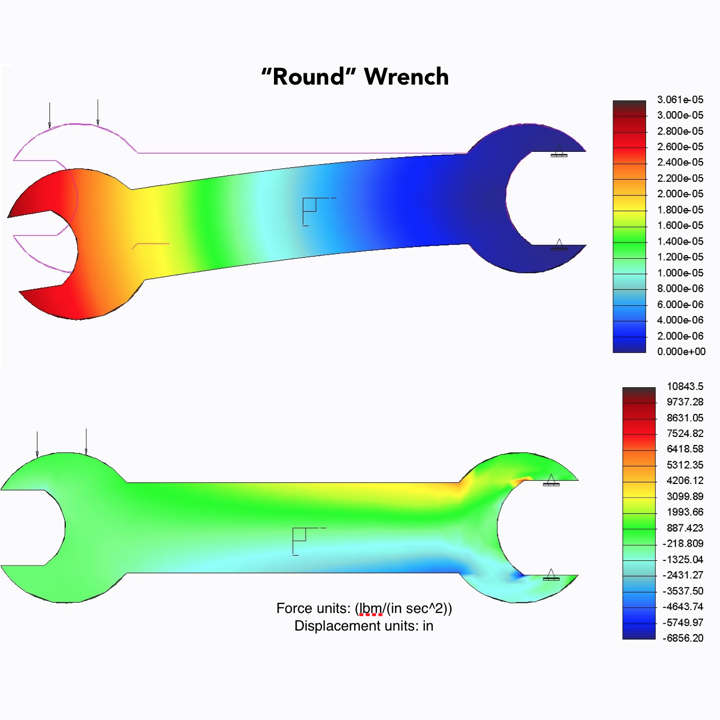 “Round” Wrench
3.061e-05
3.000e-05
2.800e-05
2.600e-05
2.400e-05
2.200e-05
2.000e-05
1.800e-05
1.600e-05
1.400e-05
1.200e-05
1.000e-05
8.000e-06
6.000e-06
4.000e-06
2.000e-06
0.000e+00
10843.5
9737.28
8631.05
7524.82
6418.58
5312.35
4206.12
3099.89
1993.66
887.423
-218.809
-1325.04
-2431.27
-3537.50
-4643.74
-5749.97
-6856.20
Force units: (lbm/(in sec^2))
Displacement units: in